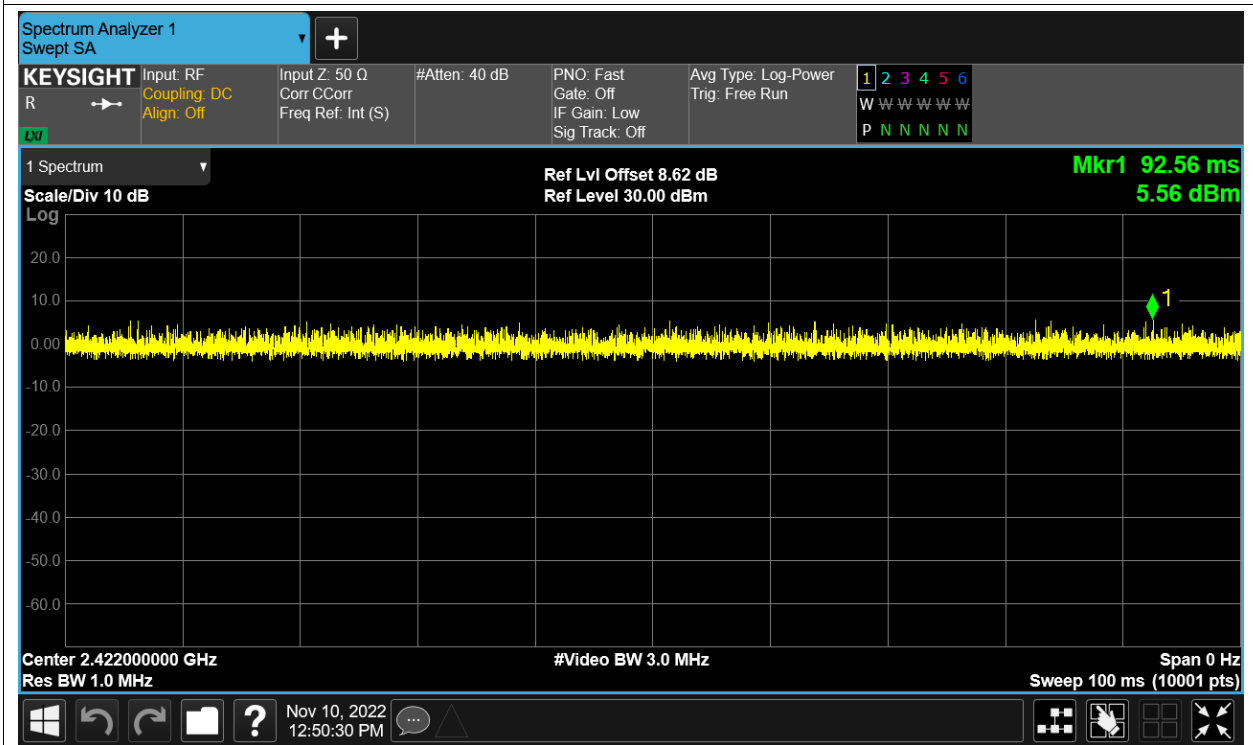 Spectrum Analyzer 1
Swept SA
▼
+
KEYSIGHT
R
LXI
Input: RF
Coupling: DC
Align: Off
Input Z: 50 Ω
Corr CCorr
Freq Ref: Int (S)
#Atten: 40 dB
PNO: Fast
Gate: Off
IF Gain: Low
Sig Track: Off
Avg Type: Log-Power
Trig: Free Run
1 2 3 4 5 6
W W W W W W
P N N N N N
1 Spectrum ▼
Scale/Div 10 dB
Log
Ref Lvl Offset 8.62 dB
Ref Level 30.00 dBm
Mkr1 92.56 ms
5.56 dBm
20.0
10.0
1
0.00
-10.0
-20.0
-30.0
-40.0
-50.0
-60.0
Center 2.422000000 GHz
Res BW 1.0 MHz
#Video BW 3.0 MHz
Span 0 Hz
Sweep 100 ms (10001 pts)
?
Nov 10, 2022
12:50:30 PM